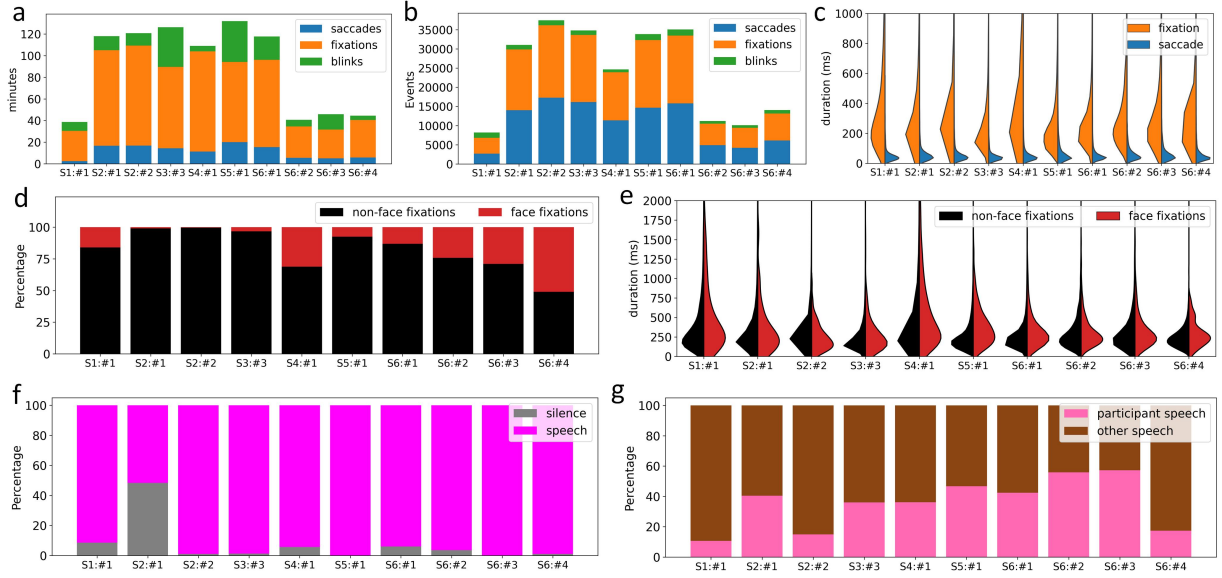 a
minutes
120
100
80
60
40
20
0
saccades
fixations
blinks
S1:#1 S2:#1 S2:#2 S3:#3 S4:#1 S5:#1 S6:#1 S6:#2 S6:#3 S6:#4
b
Events
35000
30000
25000
20000
15000
10000
5000
0
saccades
fixations
blinks
S1:#1 S2:#1 S2:#2 S3:#3 S4:#1 S5:#1 S6:#1 S6:#2 S6:#3 S6:#4
c
duration (ms)
1000
800
600
400
200
0
fixation
saccade
S1:#1 S2:#1 S2:#2 S3:#3 S4:#1 S5:#1 S6:#1 S6:#2 S6:#3 S6:#4
d
Percentage
100
75
50
25
0
non-face fixations face fixations
S1:#1 S2:#1 S2:#2 S3:#3 S4:#1 S5:#1 S6:#1 S6:#2 S6:#3 S6:#4
e
duration (ms)
2000
1750
1500
1250
1000
750
500
250
0
non-face fixations face fixations
S1:#1 S2:#1 S2:#2 S3:#3 S4:#1 S5:#1 S6:#1 S6:#2 S6:#3 S6:#4
f
Percentage
100
80
60
40
20
0
silence
speech
S1:#1 S2:#1 S2:#2 S3:#3 S4:#1 S5:#1 S6:#1 S6:#2 S6:#3 S6:#4
g
Percentage
100
80
60
40
20
0
participant speech
other speech
S1:#1 S2:#1 S2:#2 S3:#3 S4:#1 S5:#1 S6:#1 S6:#2 S6:#3 S6:#4